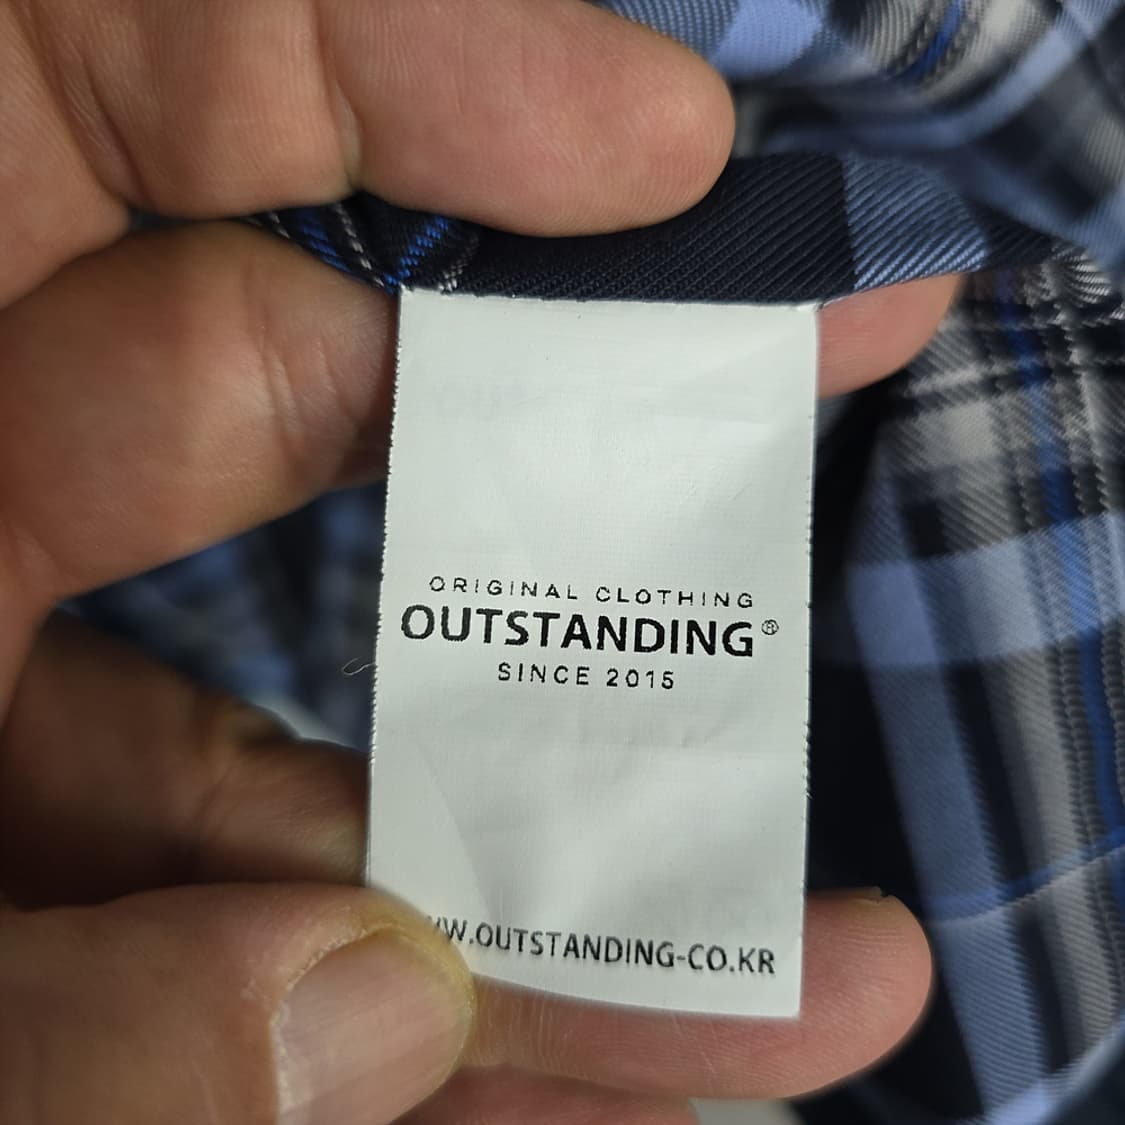 ORIGINAL CLOTHING
OUTSTANDING®
SINCE 2015
W.OUTSTANDING-CO.KR